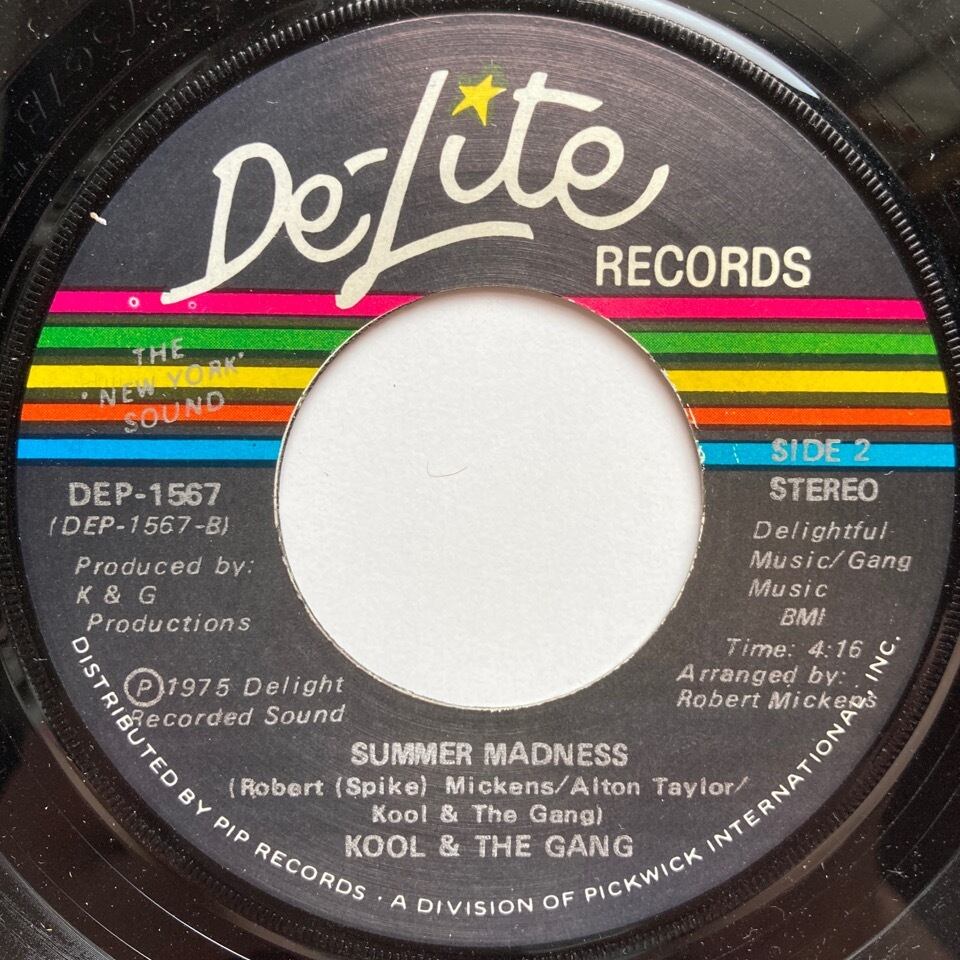 De-Lite
RECORDS
THE
'NEW YORK'
SOUND
SIDE 2
STEREO
DEP-1567
(DEP-1567-B)
Produced by:
K & G
Productions
Delightful
Music/Gang
Music
BMI
Time: 4:16
Arranged by:
Robert Mickens
Ⓟ1975 Delight
Recorded Sound
SUMMER MADNESS
(Robert (Spike) Mickens/Alton Taylor/
Kool & The Gang)
KOOL & THE GANG
DISTRIBUTED BY PIP RECORDS · A DIVISION OF PICKWICK INTERNATIONAL, INC.